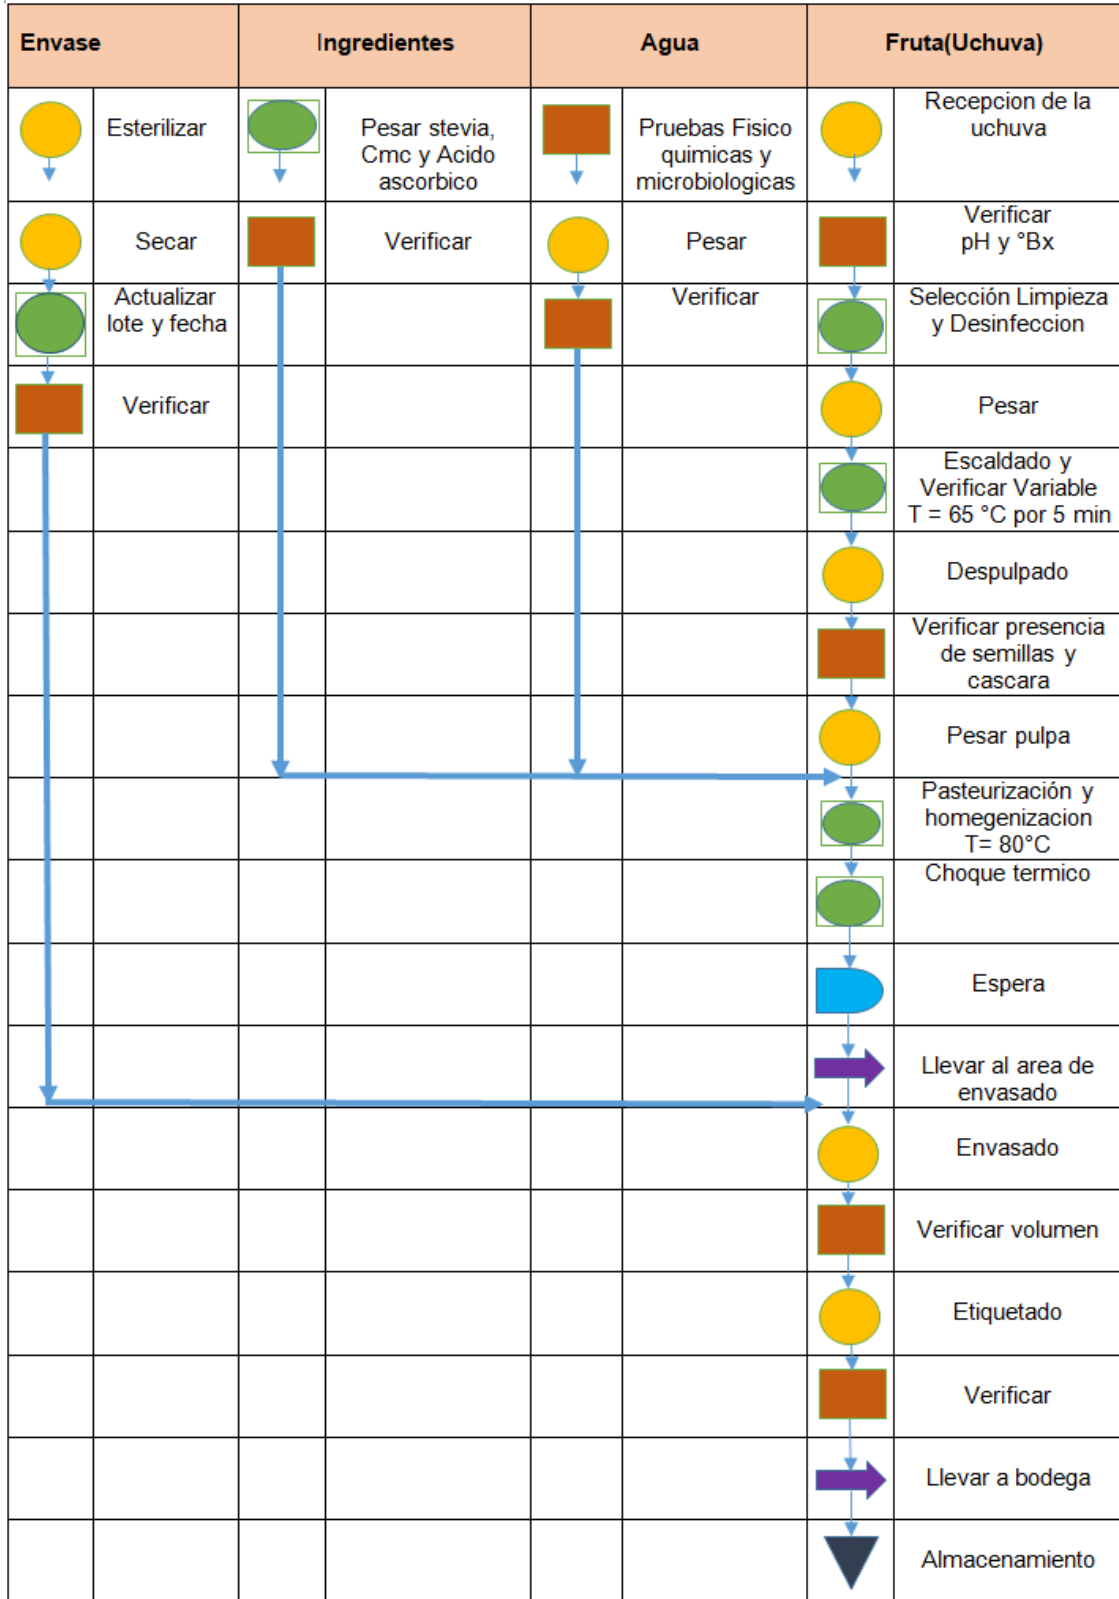 Envase
Ingredientes
Agua
Fruta(Uchuva)
Esterilizar
Pesar stevia,
Cmc y Acido
ascorbico
Pruebas Fisico
quimicas y
microbiologicas
Recepcion de la
uchuva
Secar
Verificar
Pesar
Verificar
pH y °Bx
Actualizar
lote y fecha
Verificar
Selección Limpieza
y Desinfeccion
Verificar
Pesar
Escaldado y
Verificar Variable
T = 65 °C por 5 min
Despulpado
Verificar presencia
de semillas y
cascara
Pesar pulpa
Pasteurización y
homegenizacion
T= 80°C
Choque termico
Espera
Llevar al area de
envasado
Envasado
Verificar volumen
Etiquetado
Verificar
Llevar a bodega
Almacenamiento